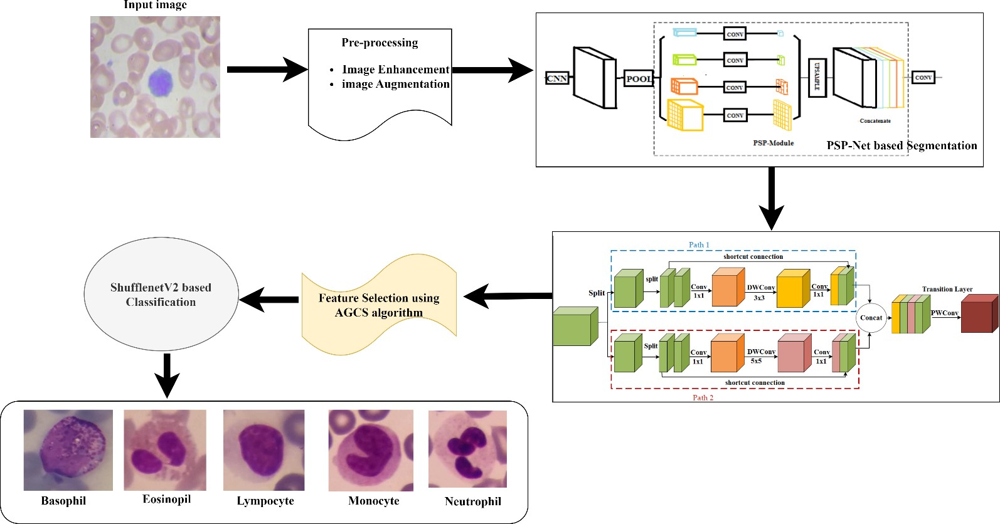 Input image
Pre-processing
• Image Enhancement
• image Augmentation
CNN
POOL
CONV
CONV
CONV
CONV
UPSAMPLE
Concatenate
CONV
PSP-Module
PSP-Net based Segmentation
Path 1
shortcut connection
Split
split
Conv
1x1
DWConv
3x3
Conv
1x1
Concat
Transition Layer
PWConv
Split
Conv
1x1
DWConv
5x5
Conv
1x1
shortcut connection
Path 2
Feature Selection using
AGCS algorithm
ShufflenetV2 based
Classification
Basophil
Eosinopil
Lympocyte
Monocyte
Neutrophil